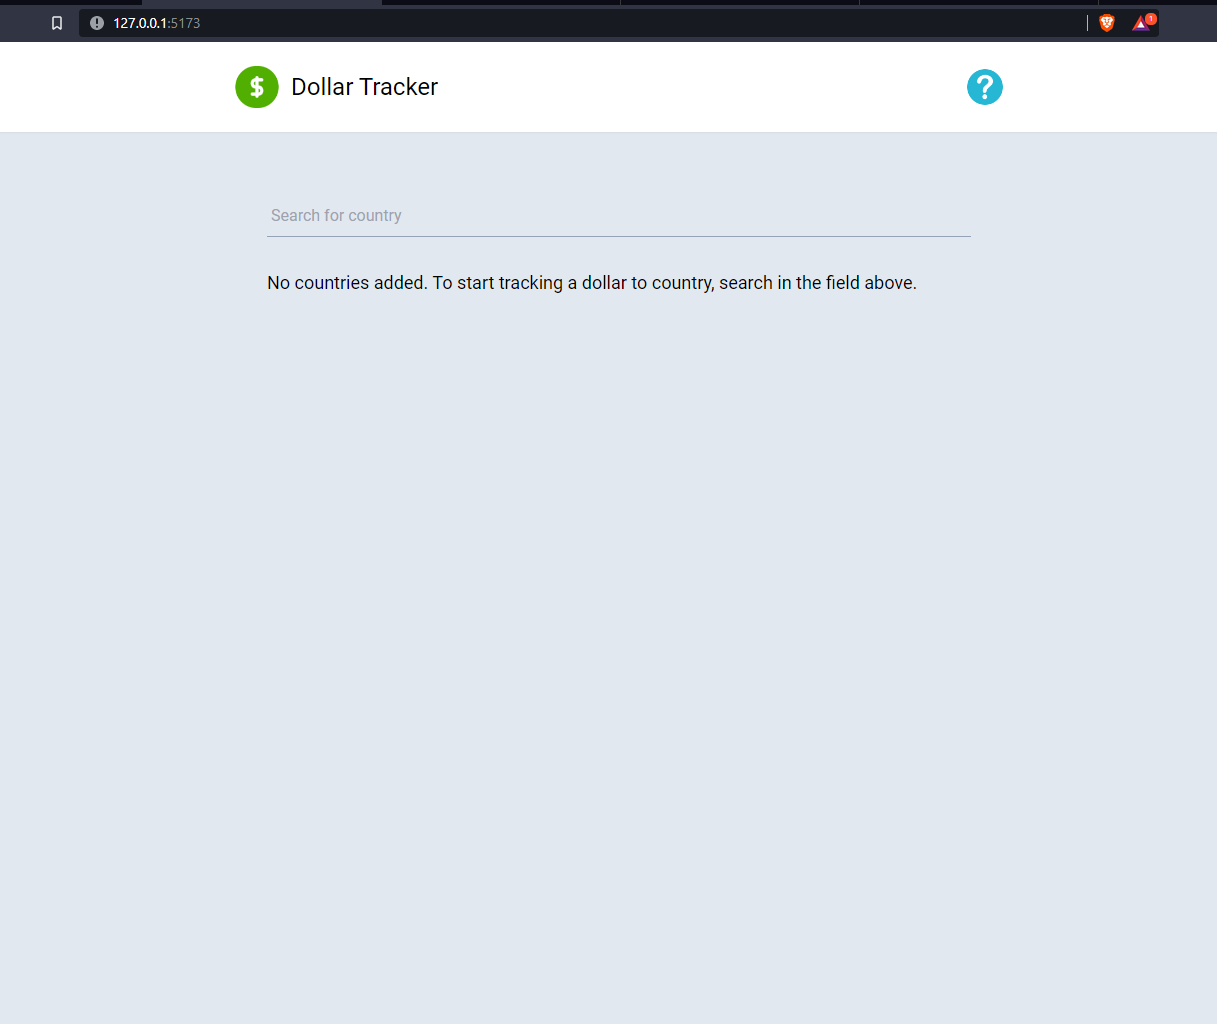 127.0.0.1:5173
1
$ Dollar Tracker
?
Search for country
No countries added. To start tracking a dollar to country, search in the field above.